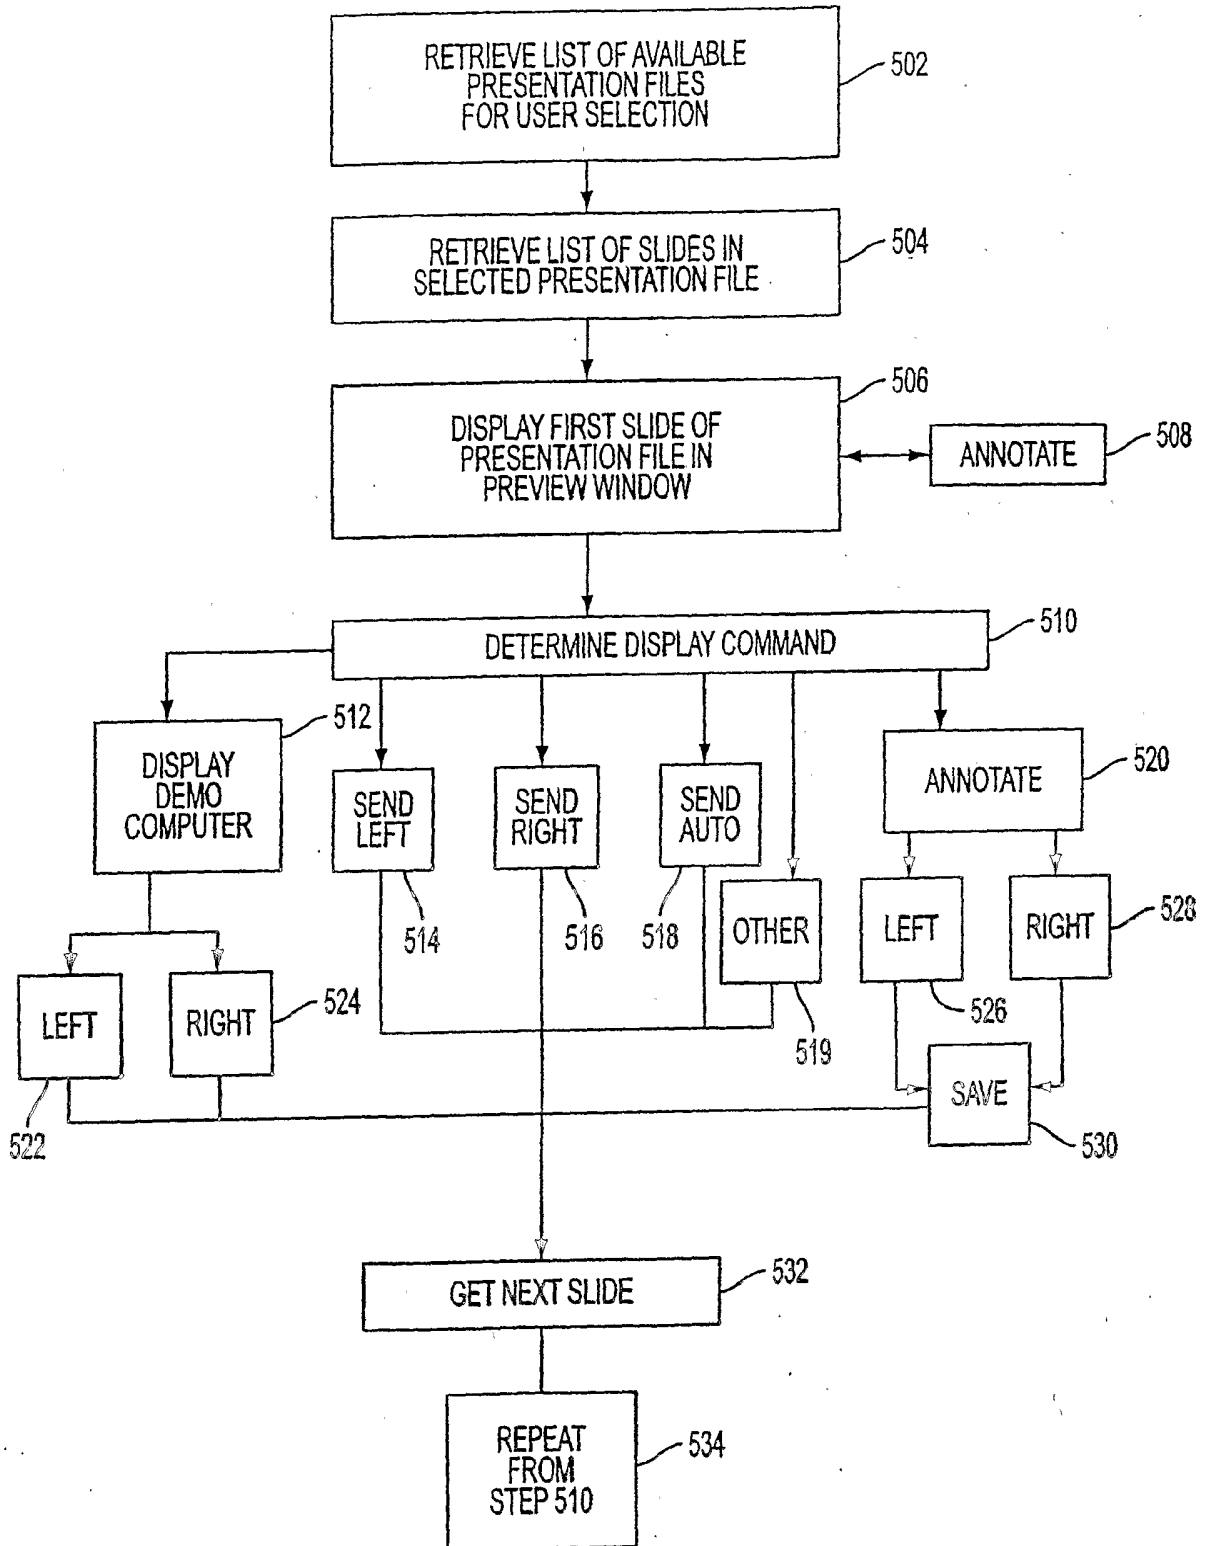 RETRIEVE LIST OF AVAILABLE
PRESENTATION FILES
FOR USER SELECTION
502
RETRIEVE LIST OF SLIDES IN
SELECTED PRESENTATION FILE
504
DISPLAY FIRST SLIDE OF
PRESENTATION FILE IN
PREVIEW WINDOW
506
ANNOTATE
508
DETERMINE DISPLAY COMMAND
510
DISPLAY
DEMO
COMPUTER
512
SEND
LEFT
514
SEND
RIGHT
516
SEND
AUTO
518
OTHER
519
ANNOTATE
520
LEFT
522
RIGHT
524
LEFT
526
RIGHT
528
SAVE
530
GET NEXT SLIDE
532
REPEAT
FROM
STEP 510
534